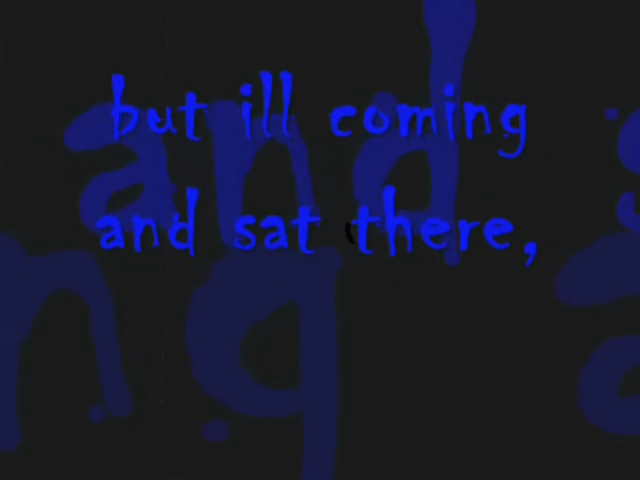 but ill coming
and sat there,